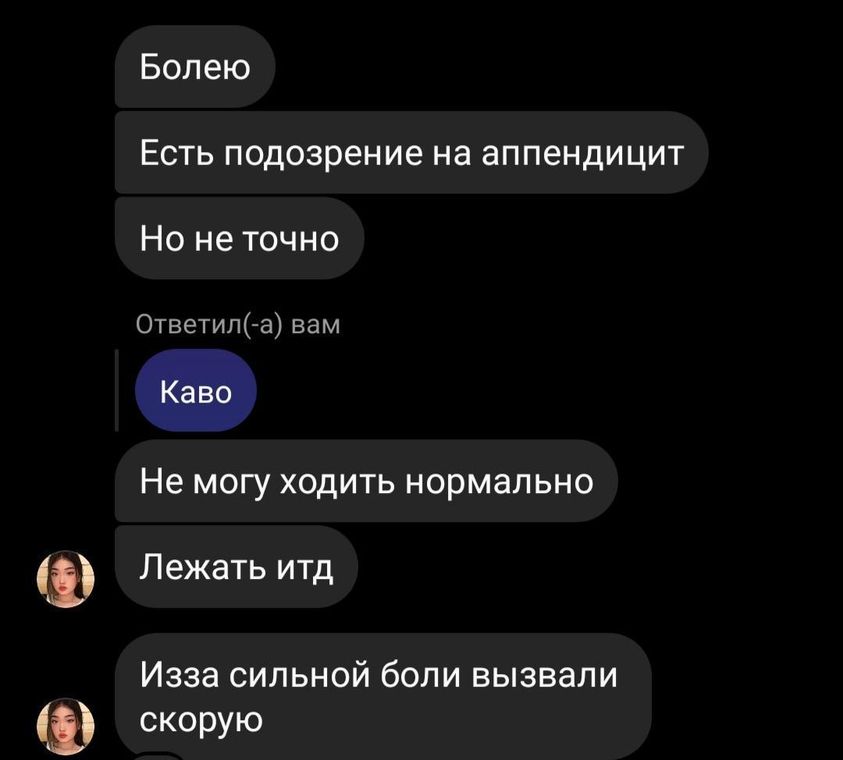 Болею
Есть подозрение на аппендицит
Но не точно
Ответил(-а) вам
Каво
Не могу ходить нормально
Лежать итд
Изза сильной боли вызвали
скорую